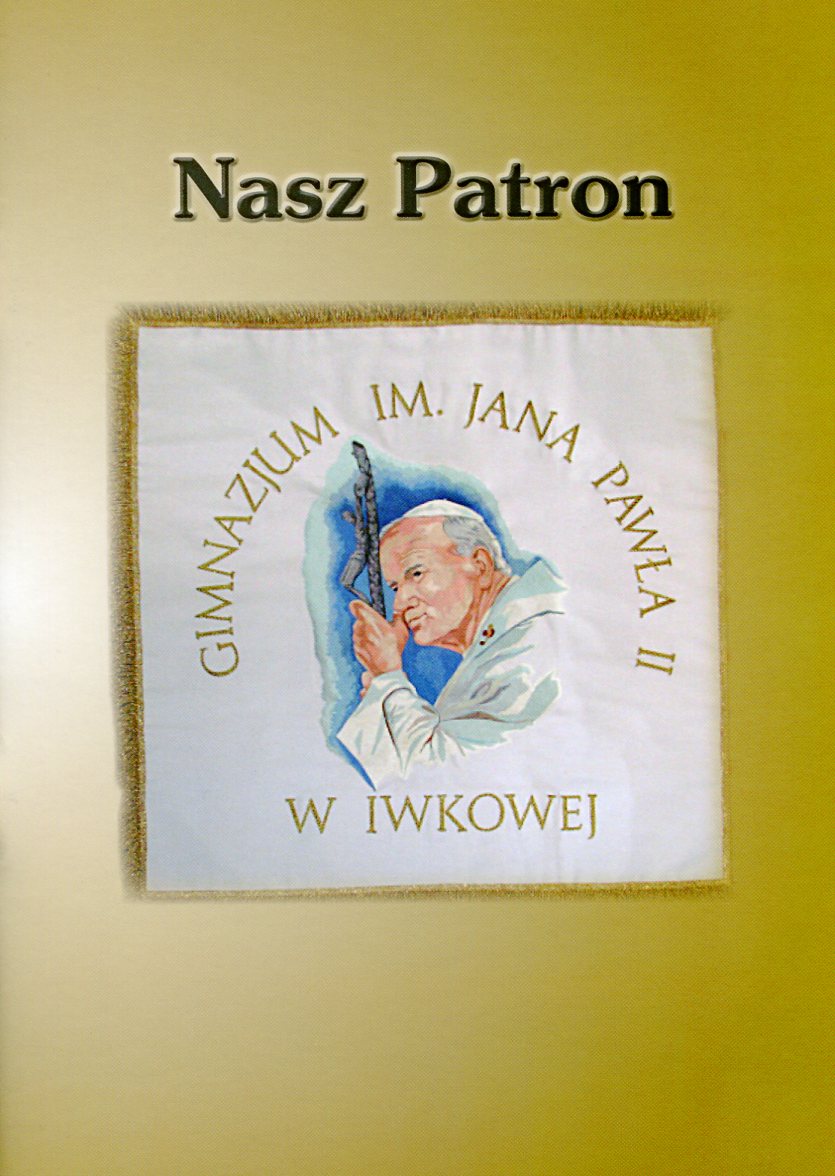 Nasz Patron
GIMNAZJUM IM. JANA PAWŁA II
W IWKOWEJ